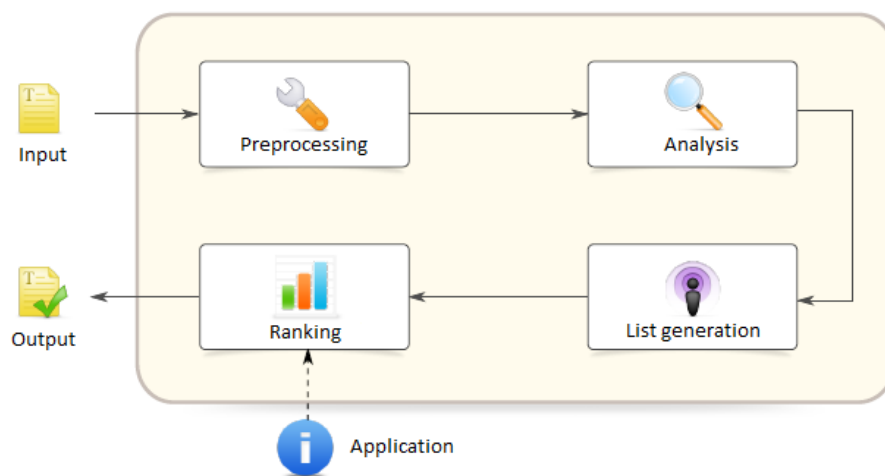 Input
Preprocessing
Analysis
Output
Ranking
List generation
Application